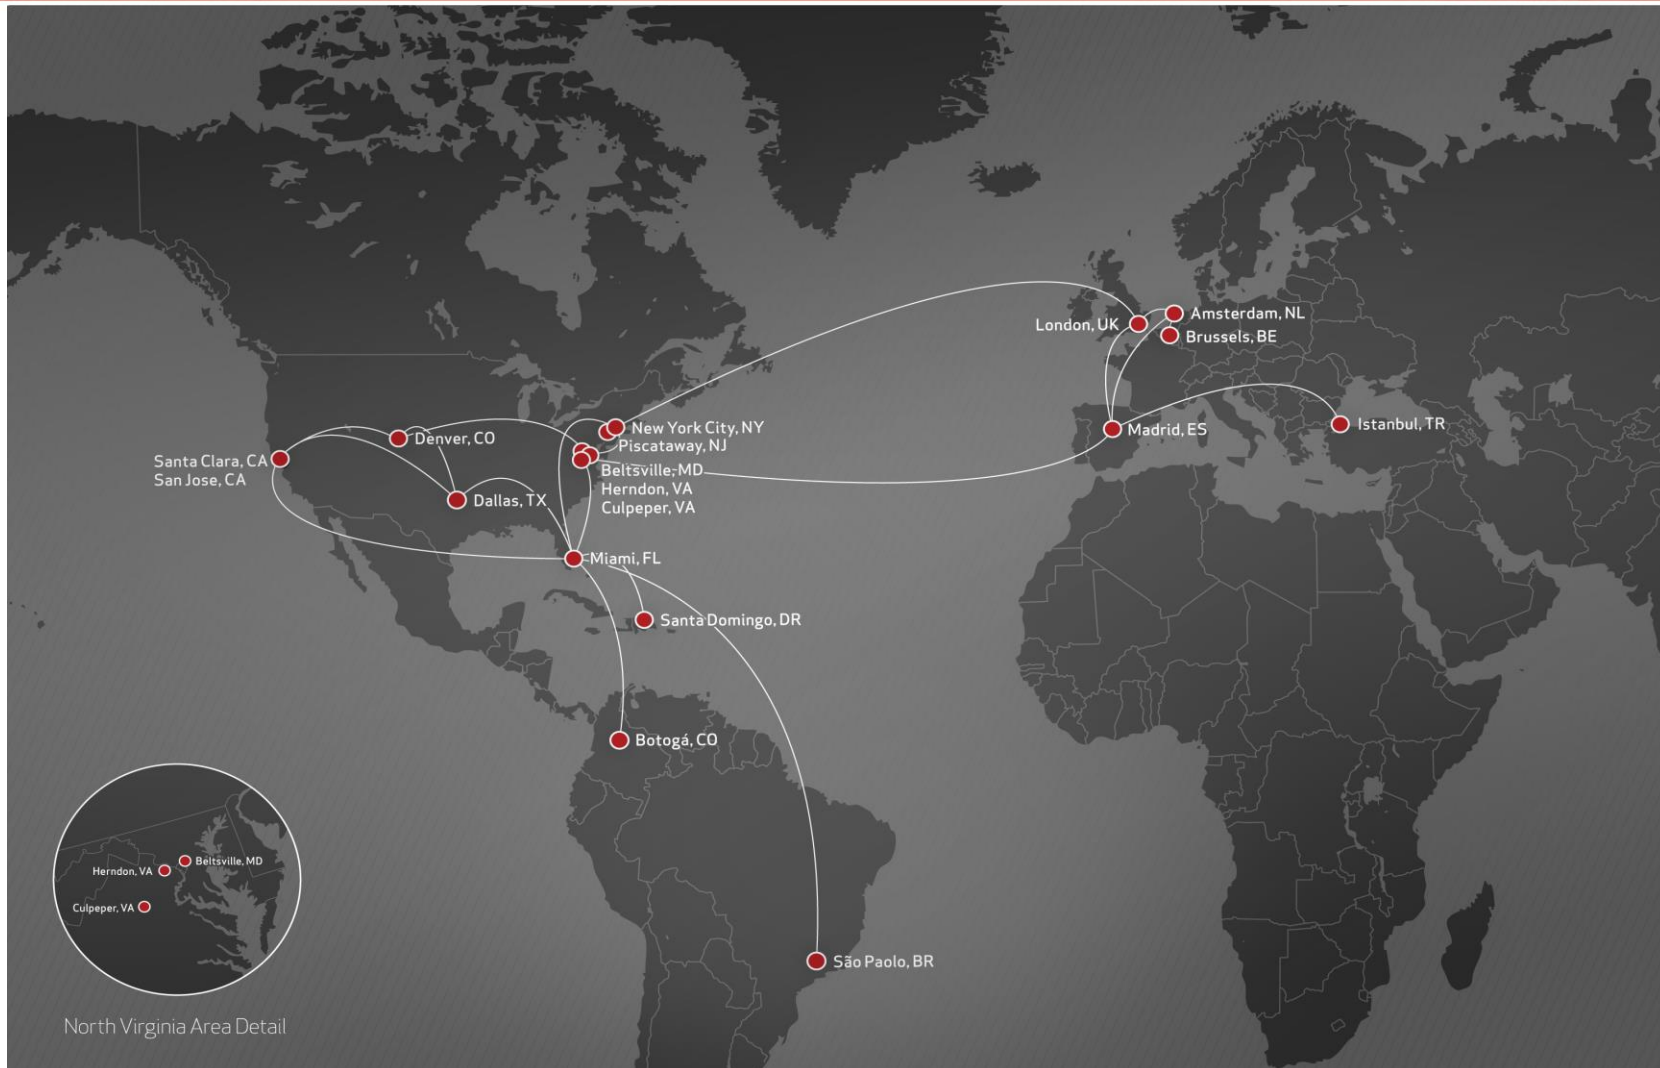 Amsterdam, NL
London, UK
Brussels, BE
New York City, NY
Istanbul, TR
Madrid, ES
Denver, CO
Piscataway, NJ
Santa Clara, CA
San Jose, CA
Beltsville, MD
Herndon, VA
Culpeper, VA
Dallas, TX
Miami, FL
Santa Domingo, DR
Botogá, CO
Beltsville, MD
Herndon, VA
Culpeper, VA
São Paolo, BR
North Virginia Area Detail